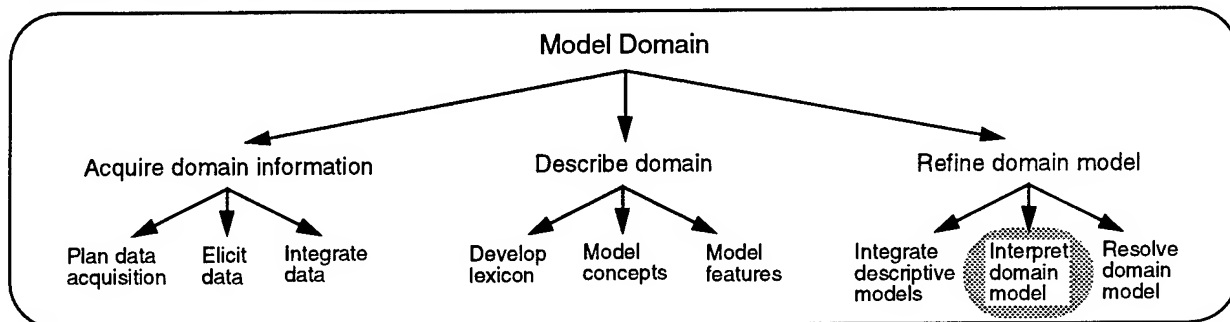 Model Domain
Acquire domain information
Describe domain
Refine domain model
Plan data
acquisition
Elicit
data
Integrate
data
Develop
lexicon
Model
concepts
Model
features
Integrate
descriptive
models
Interpret
domain
model
Resolve
domain
model